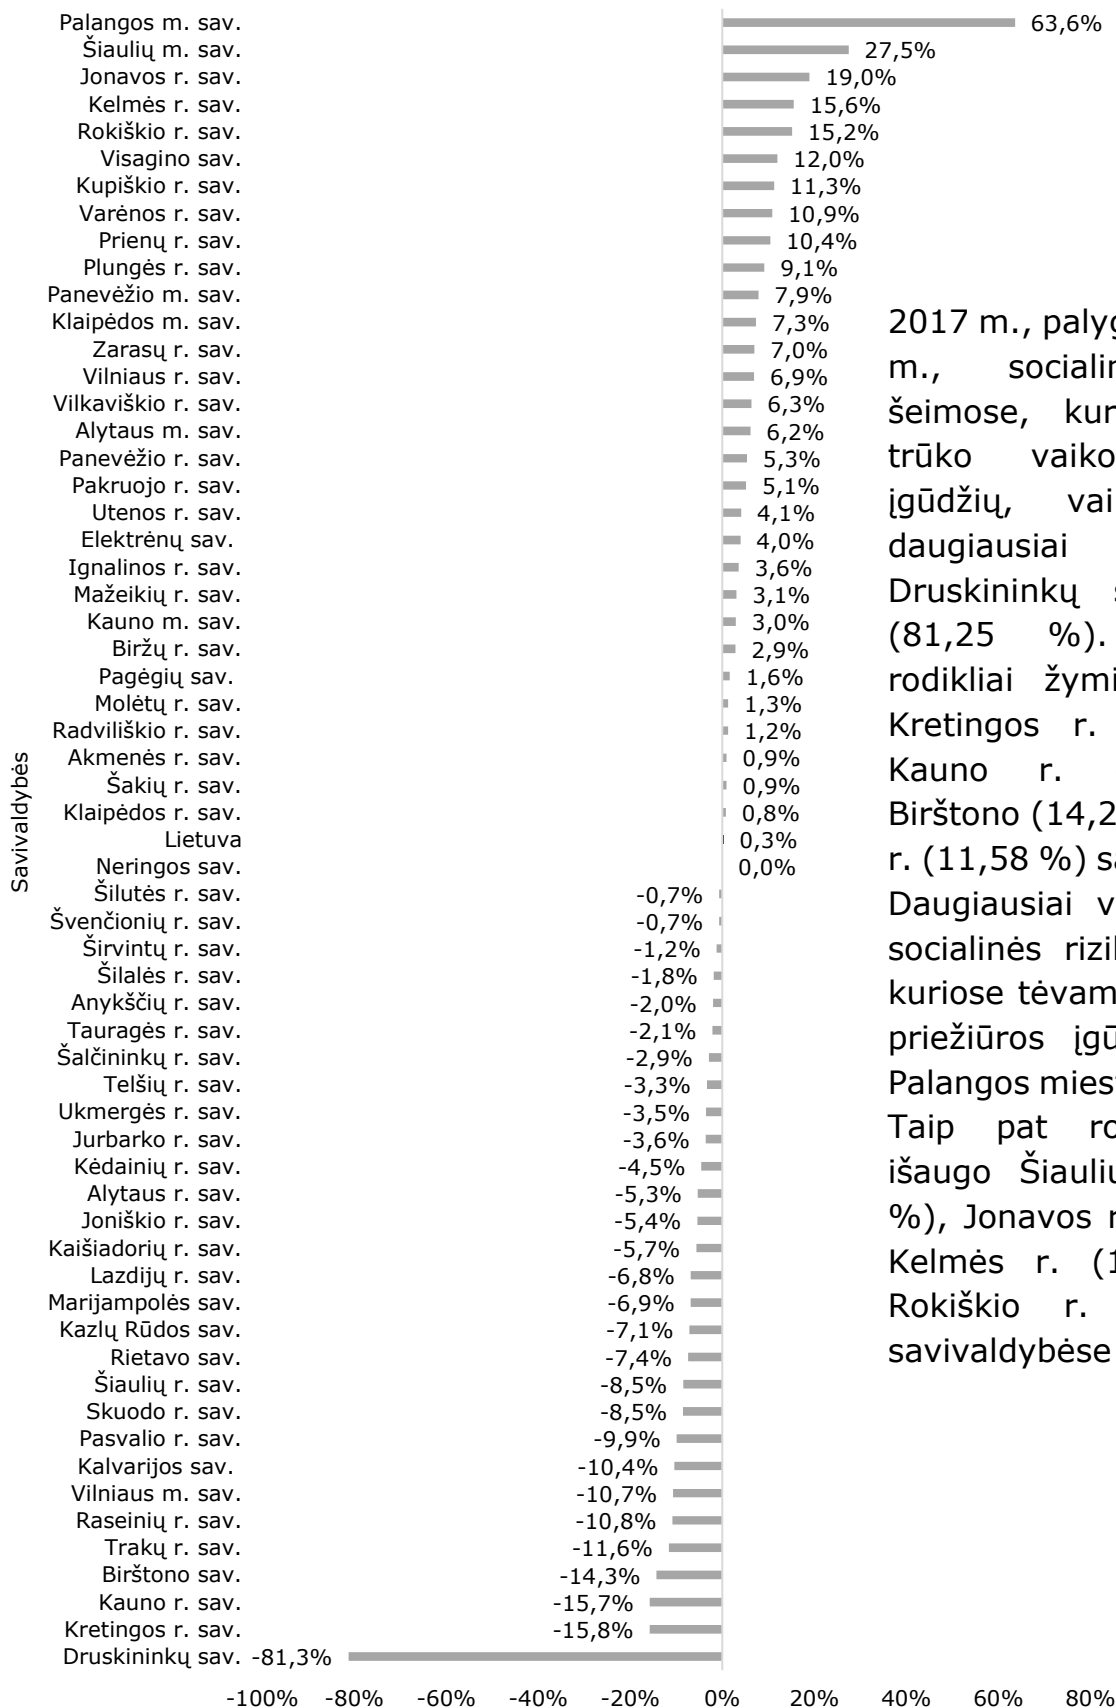 Palangos m. sav. 63,6%
Šiaulių m. sav. 27,5%
Jonavos r. sav. 19,0%
Kelmės r. sav. 15,6%
Rokiškio r. sav. 15,2%
Visagino sav. 12,0%
Kupiškio r. sav. 11,3%
Varėnos r. sav. 10,9%
Prienų r. sav. 10,4%
Plungės r. sav. 9,1%
Panevėžio m. sav. 7,9%
Klaipėdos m. sav. 7,3%
Zarasų r. sav. 7,0%
Vilniaus r. sav. 6,9%
Vilkaviškio r. sav. 6,3%
Alytaus m. sav. 6,2%
Panevėžio r. sav. 5,3%
Pakruojo r. sav. 5,1%
Utenos r. sav. 4,1%
Elektrėnų sav. 4,0%
Ignalinos r. sav. 3,6%
Mažeikių r. sav. 3,1%
Kauno m. sav. 3,0%
Biržų r. sav. 2,9%
Pagėgių sav. 1,6%
Molėtų r. sav. 1,3%
Radviliškio r. sav. 1,2%
Akmenės r. sav. 0,9%
Šakių r. sav. 0,9%
Klaipėdos r. sav. 0,8%
Lietuva 0,3%
Neringos sav. 0,0%
Šilutės r. sav. -0,7%
Švenčionių r. sav. -0,7%
Širvintų r. sav. -1,2%
Šilalės r. sav. -1,8%
Anykščių r. sav. -2,0%
Tauragės r. sav. -2,1%
Šalčininkų r. sav. -2,9%
Telšių r. sav. -3,3%
Ukmergės r. sav. -3,5%
Jurbarko r. sav. -3,6%
Kėdainių r. sav. -4,5%
Alytaus r. sav. -5,3%
Joniškio r. sav. -5,4%
Kaišiadorių r. sav. -5,7%
Lazdijų r. sav. -6,8%
Marijampolės sav. -6,9%
Kazlų Rūdos sav. -7,1%
Rietavo sav. -7,4%
Šiaulių r. sav. -8,5%
Skuodo r. sav. -8,5%
Pasvalio r. sav. -9,9%
Kalvarijos sav. -10,4%
Vilniaus m. sav. -10,7%
Raseinių r. sav. -10,8%
Trakų r. sav. -11,6%
Birštono sav. -14,3%
Kauno r. sav. -15,7%
Kretingos r. sav. -15,8%
Druskininkų sav. -81,3%
-100% -80% -60% -40% -20% 0% 20% 40% 60% 80%
Savivaldybės
2017 m., palyg
m., socialin
šeimose, kur
trūko vaiko
įgūdžių, vai
daugiausiai
Druskininkų s
(81,25 %).
rodikliai žymi
Kretingos r.
Kauno r.
Birštono (14,2
r. (11,58 %) sa
Daugiausiai v
socialinės rizil
kuriose tėvam
priežiūros įgū
Palangos miest
Taip pat ro
išaugo Šiaulių
%), Jonavos r
Kelmės r. (1
Rokiškio r.
savivaldybėse